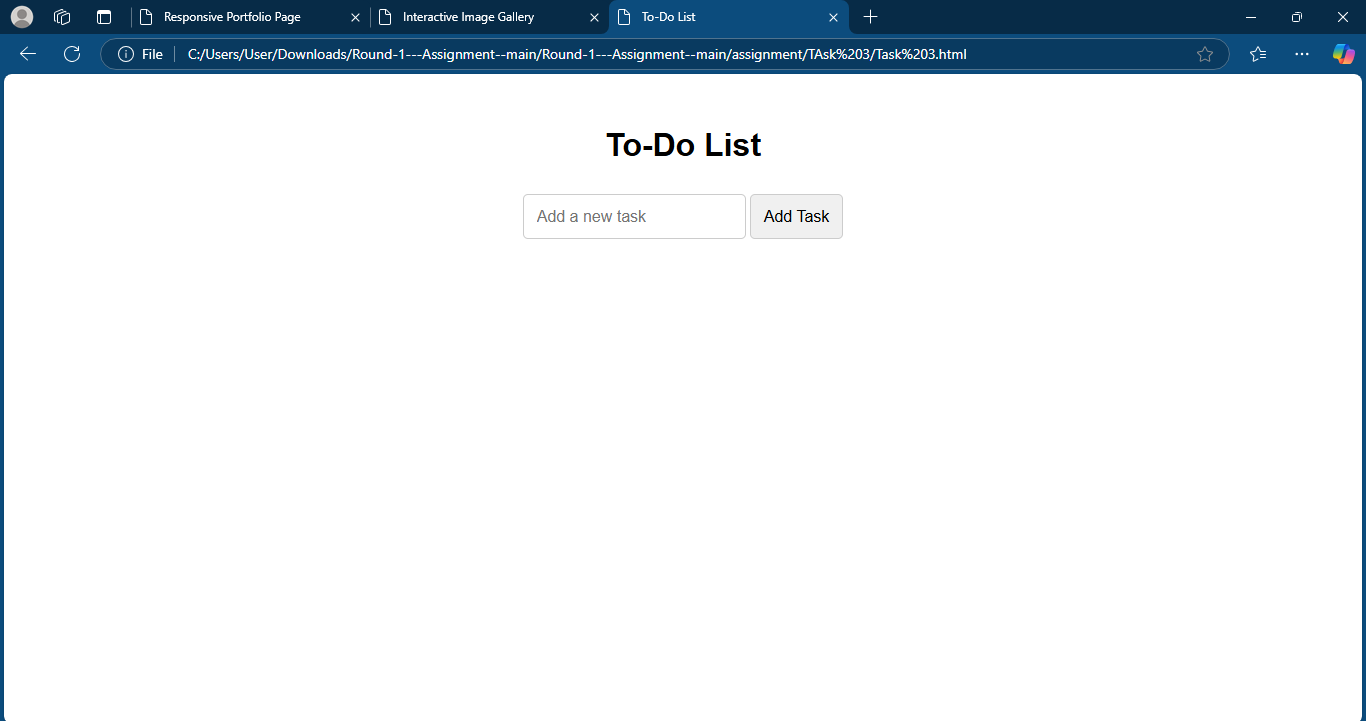 Responsive Portfolio Page
Interactive Image Gallery
To-Do List
File
C:/Users/User/Downloads/Round-1---Assignment--main/Round-1---Assignment--main/assignment/TAsk%203/Task%203.html
To-Do List
Add a new task
Add Task